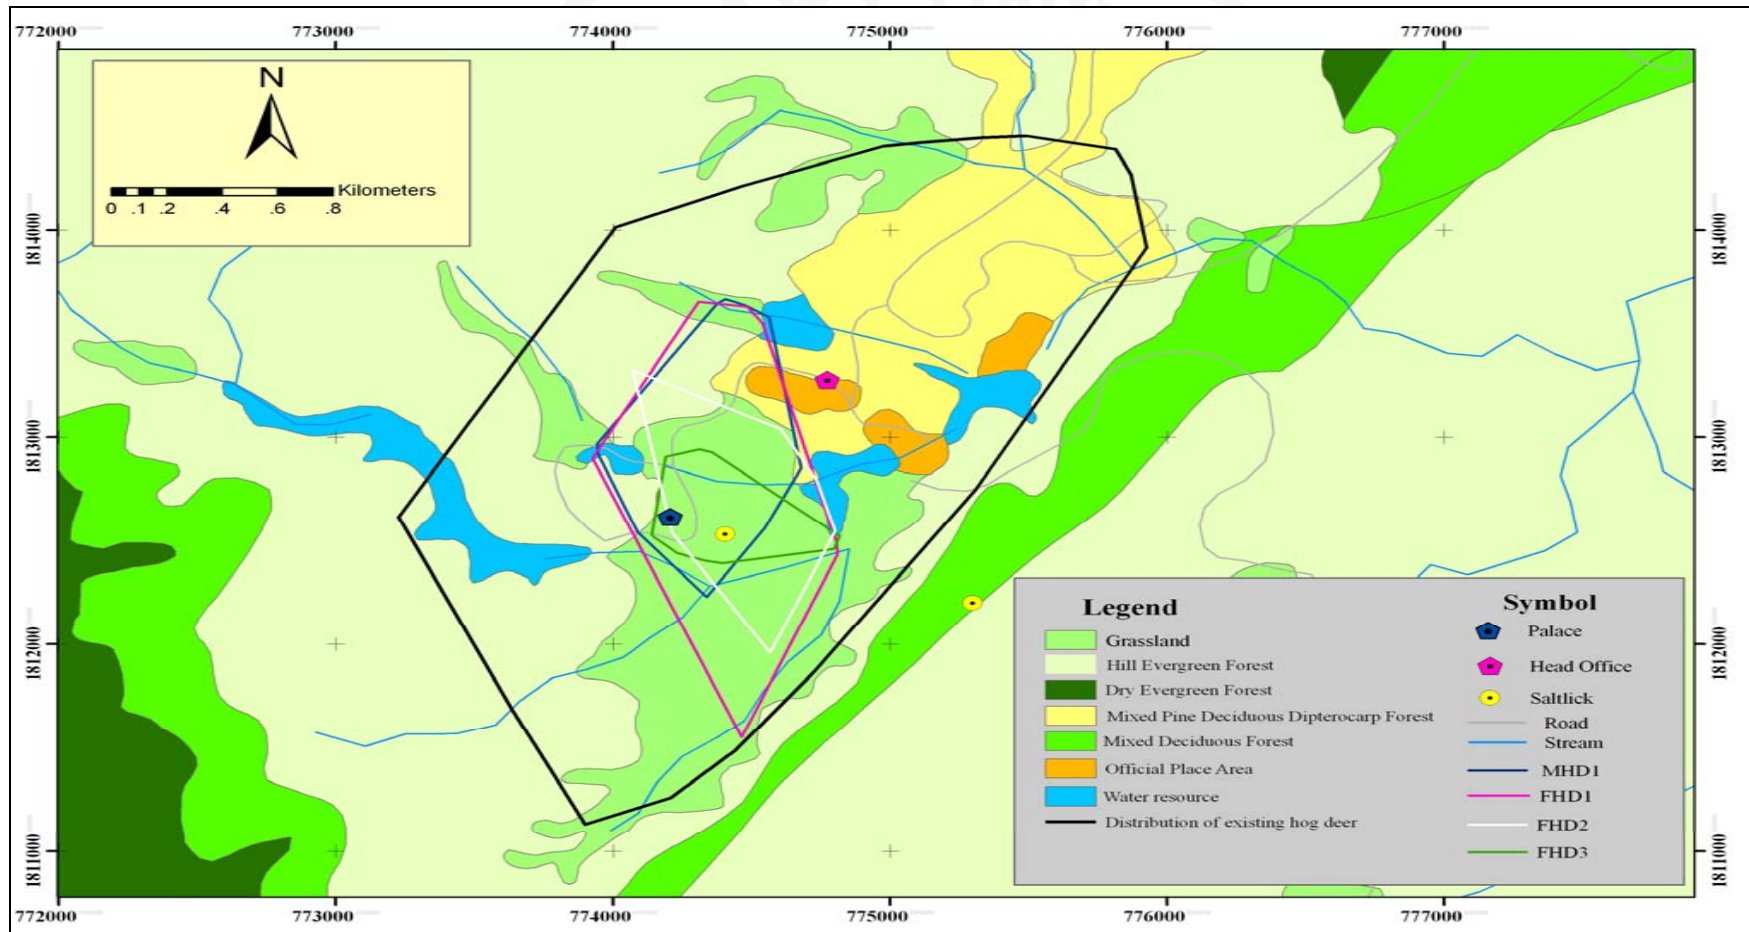 772000 773000 774000 775000 776000 777000
N
Kilometers
0 .1 .2 .4 .6 .8
1814000 1814000
1813000 1813000
1812000 1812000
1811000 1811000
Legend
Grassland
Hill Evergreen Forest
Dry Evergreen Forest
Mixed Pine Deciduous Dipterocarp Forest
Mixed Deciduous Forest
Official Place Area
Water resource
Distribution of existing hog deer
Symbol
Palace
Head Office
Saltlick
Road
Stream
MHD1
FHD1
FHD2
FHD3
772000 773000 774000 775000 776000 777000